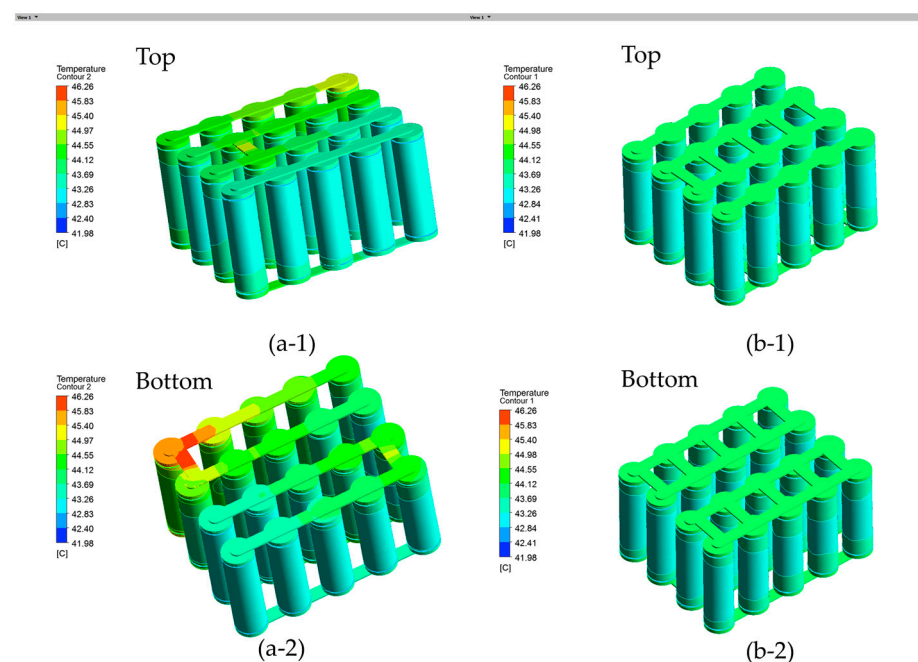 View 1
View 1
Top
Temperature
Contour 2
46.26
45.83
45.40
44.97
44.55
44.12
43.69
43.26
42.83
42.40
41.98
[C]
(a-1)
Top
Temperature
Contour 1
46.26
45.83
45.40
44.98
44.55
44.12
43.69
43.26
42.83
42.41
41.98
[C]
(b-1)
Bottom
Temperature
Contour 2
46.26
45.83
45.40
44.97
44.55
44.12
43.69
43.26
42.83
42.40
41.98
[C]
(a-2)
Bottom
Temperature
Contour 1
46.26
45.83
45.40
44.98
44.55
44.12
43.69
43.26
42.84
42.41
41.98
[C]
(b-2)